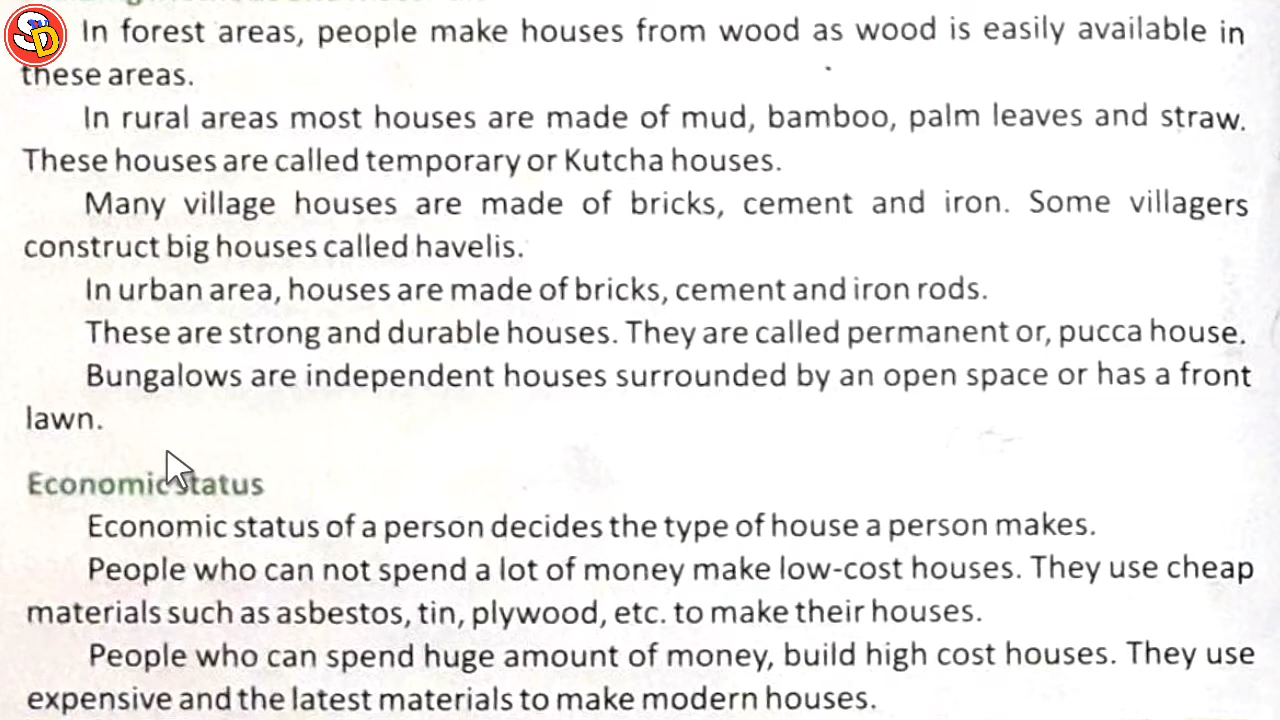 SD
In forest areas, people make houses from wood as wood is easily available in
these areas.
In rural areas most houses are made of mud, bamboo, palm leaves and straw.
These houses are called temporary or Kutcha houses.
Many village houses are made of bricks, cement and iron. Some villagers
construct big houses called havelis.
In urban area, houses are made of bricks, cement and iron rods.
These are strong and durable houses. They are called permanent or, pucca house.
Bungalows are independent houses surrounded by an open space or has a front
lawn.
Economic status
Economic status of a person decides the type of house a person makes.
People who can not spend a lot of money make low-cost houses. They use cheap
materials such as asbestos, tin, plywood, etc. to make their houses.
People who can spend huge amount of money, build high cost houses. They use
expensive and the latest materials to make modern houses.